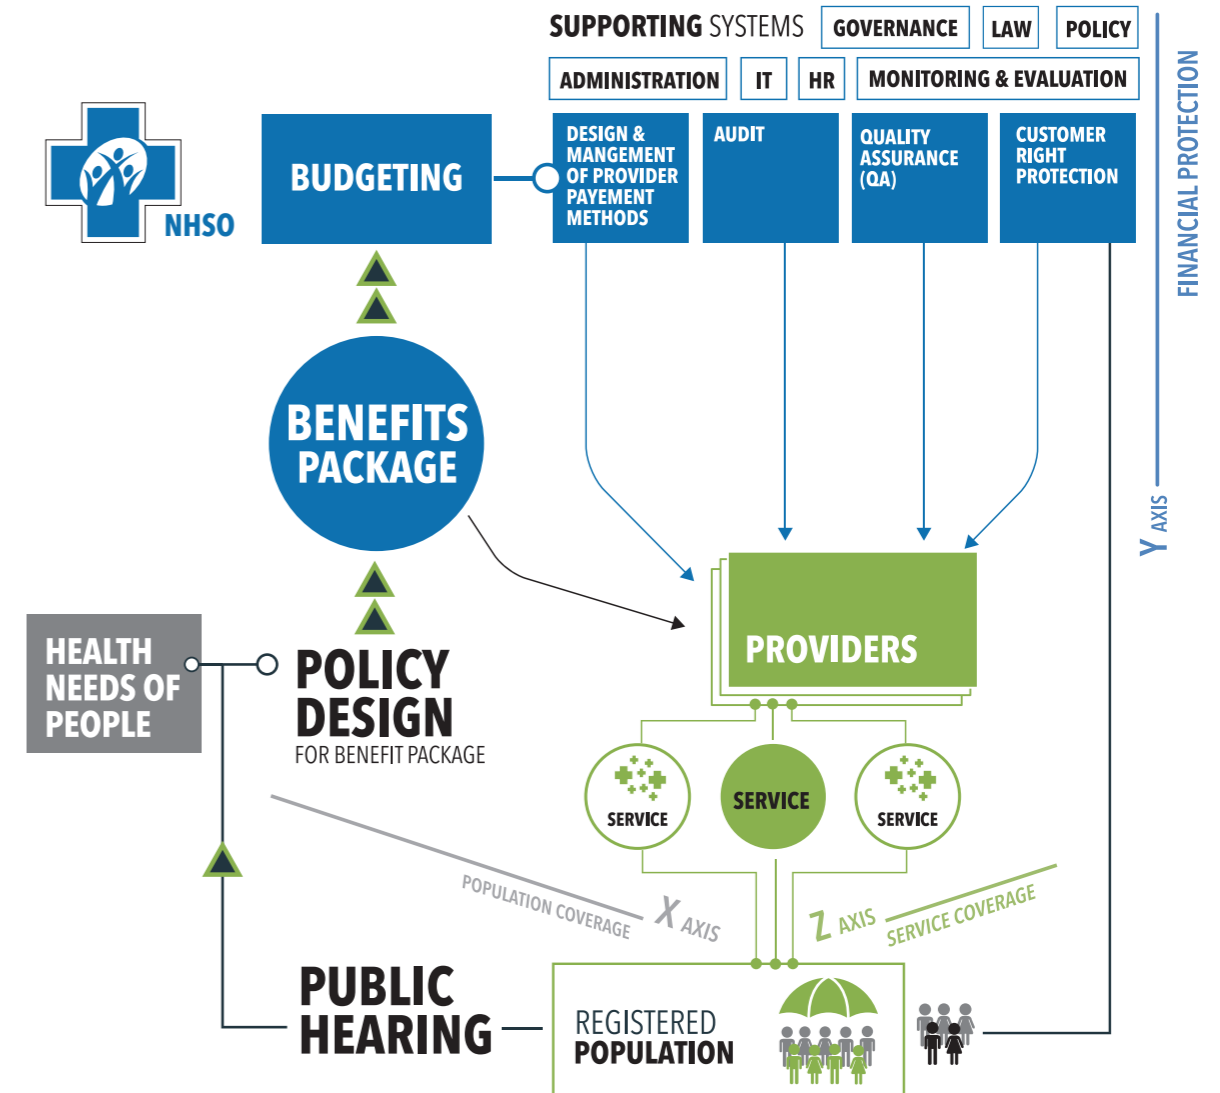 SUPPORTING SYSTEMS
GOVERNANCE
LAW
POLICY
ADMINISTRATION
IT
HR
MONITORING & EVALUATION
NHSO
BUDGETING
DESIGN &
MANGEMENT
OF PROVIDER
PAYEMENT
METHODS
AUDIT
QUALITY
ASSURANCE
(QA)
CUSTOMER
RIGHT
PROTECTION
FINANCIAL PROTECTION
Y AXIS
BENEFITS
PACKAGE
HEALTH
NEEDS OF
PEOPLE
POLICY
DESIGN
FOR BENEFIT PACKAGE
PROVIDERS
SERVICE
SERVICE
SERVICE
POPULATION COVERAGE
X AXIS
Z AXIS
SERVICE COVERAGE
PUBLIC
HEARING
REGISTERED
POPULATION